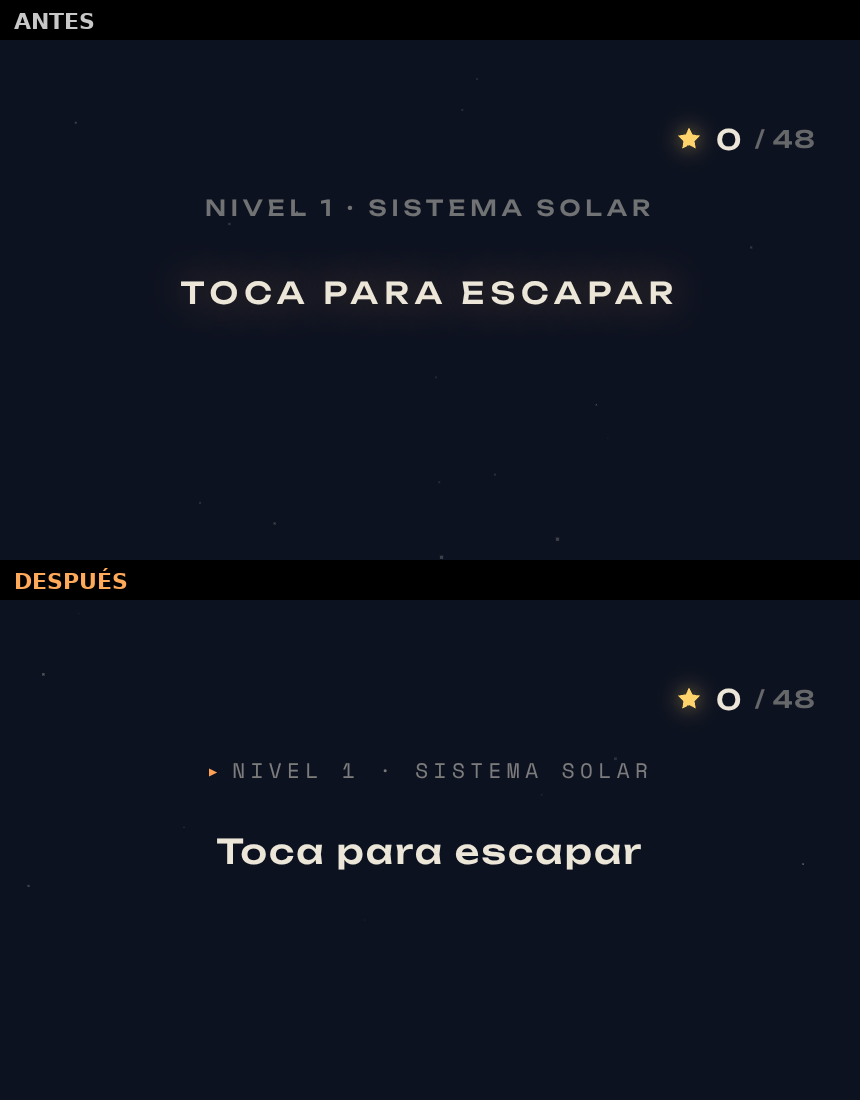 ANTES
0 / 48
NIVEL 1 · SISTEMA SOLAR
TOCA PARA ESCAPAR
DESPUÉS
0 / 48
▸ NIVEL 1 · SISTEMA SOLAR
Toca para escapar